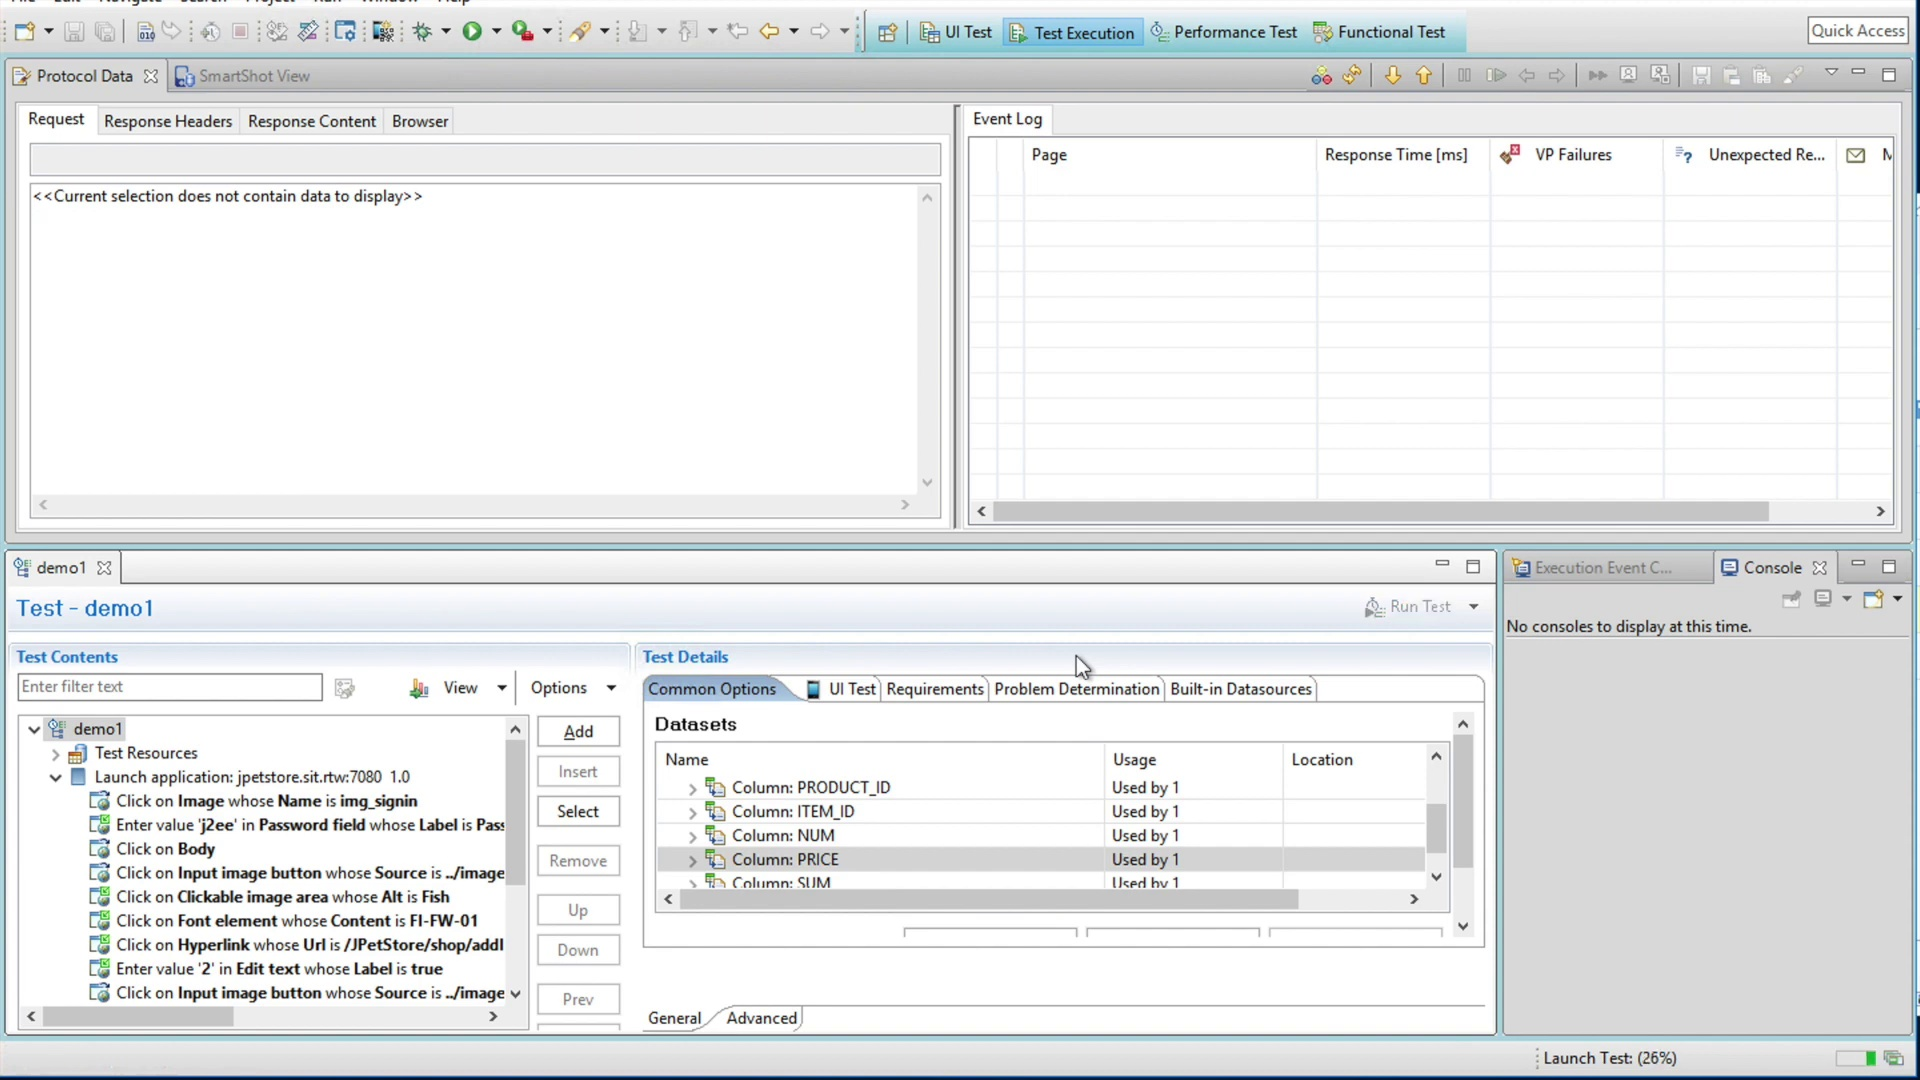 UI Test
Test Execution
Performance Test
Functional Test
Quick Access
Protocol Data
SmartShot View
Request
Response Headers
Response Content
Browser
<<Current selection does not contain data to display>>
Event Log
Page
Response Time [ms]
VP Failures
Unexpected Re...
demo1
Test - demo1
Run Test
Test Contents
Enter filter text
View
Options
demo1
Test Resources
Launch application: jpetstore.sit.rtw:7080 1.0
Click on Image whose Name is img_signin
Enter value 'j2ee' in Password field whose Label is Pass
Click on Body
Click on Input image button whose Source is ../image
Click on Clickable image area whose Alt is Fish
Click on Font element whose Content is FI-FW-01
Click on Hyperlink whose Url is /JPetStore/shop/addI
Enter value '2' in Edit text whose Label is true
Click on Input image button whose Source is ../image
Add
Insert
Select
Remove
Up
Down
Prev
Test Details
Common Options
UI Test
Requirements
Problem Determination
Built-in Datasources
Datasets
Name
Usage
Location
Column: PRODUCT_ID
Used by 1
Column: ITEM_ID
Used by 1
Column: NUM
Used by 1
Column: PRICE
Used by 1
Column: SUM
Used by 1
General
Advanced
Execution Event C...
Console
No consoles to display at this time.
Launch Test: (26%)